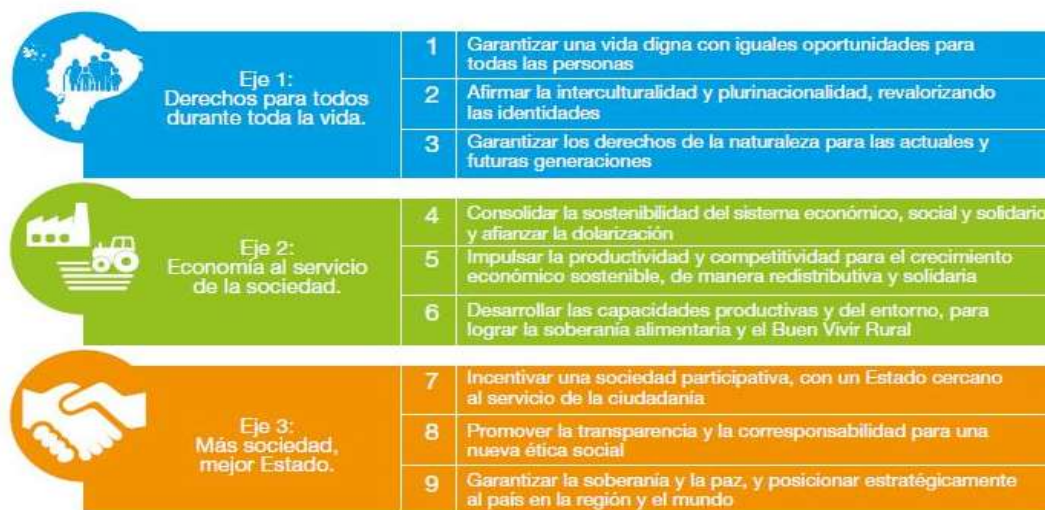 Eje 1:
Derechos para todos
durante toda la vida.
1
Garantizar una vida digna con iguales oportunidades para
todas las personas
2
Afirmar la interculturalidad y plurinacionalidad, revalorizando
las identidades
3
Garantizar los derechos de la naturaleza para las actuales y
futuras generaciones
Eje 2:
Economía al servicio
de la sociedad.
4
Consolidar la sostenibilidad del sistema económico, social y solidario
y afianzar la dolarización
5
Impulsar la productividad y competitividad para el crecimiento
económico sostenible, de manera redistributiva y solidaria
6
Desarrollar las capacidades productivas y del entorno, para
lograr la soberanía alimentaria y el Buen Vivir Rural
Eje 3:
Más sociedad,
mejor Estado.
7
Incentivar una sociedad participativa, con un Estado cercano
al servicio de la ciudadanía
8
Promover la transparencia y la corresponsabilidad para una
nueva ética social
9
Garantizar la soberanía y la paz, y posicionar estratégicamente
al país en la región y el mundo